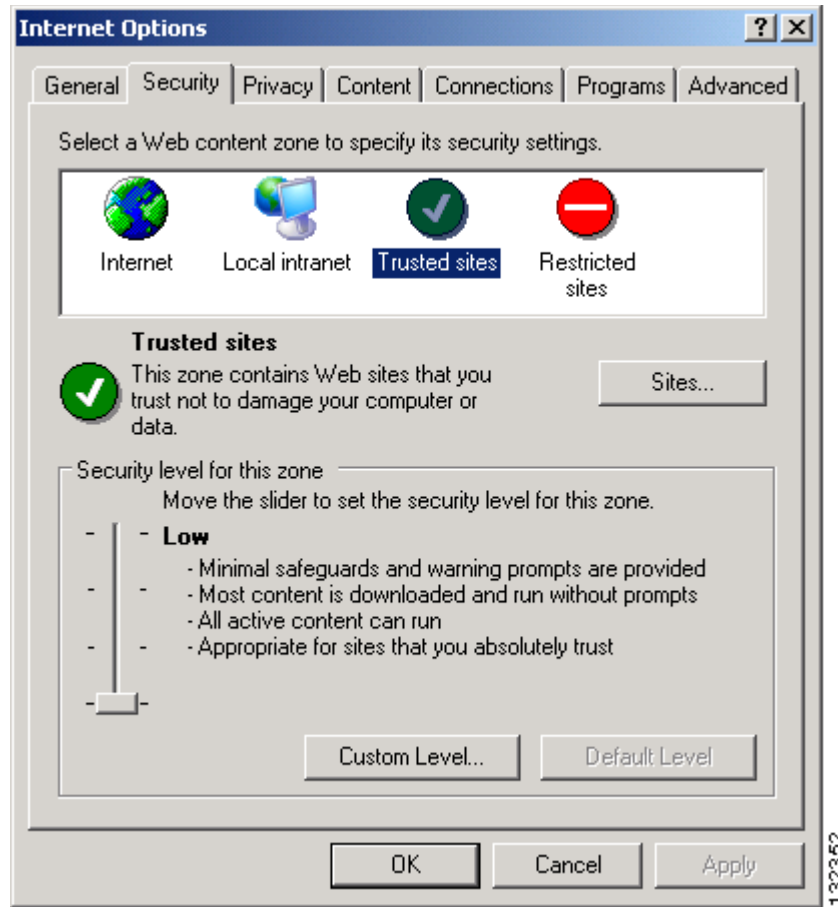 Internet Options
General Security Privacy Content Connections Programs Advanced
Select a Web content zone to specify its security settings.
Internet Local intranet Trusted sites Restricted
sites
Trusted sites
This zone contains Web sites that you
trust not to damage your computer or
data.
Sites...
Security level for this zone
Move the slider to set the security level for this zone.
Low
- Minimal safeguards and warning prompts are provided
- Most content is downloaded and run without prompts
- All active content can run
- Appropriate for sites that you absolutely trust
Custom Level... Default Level
OK Cancel Apply
132352